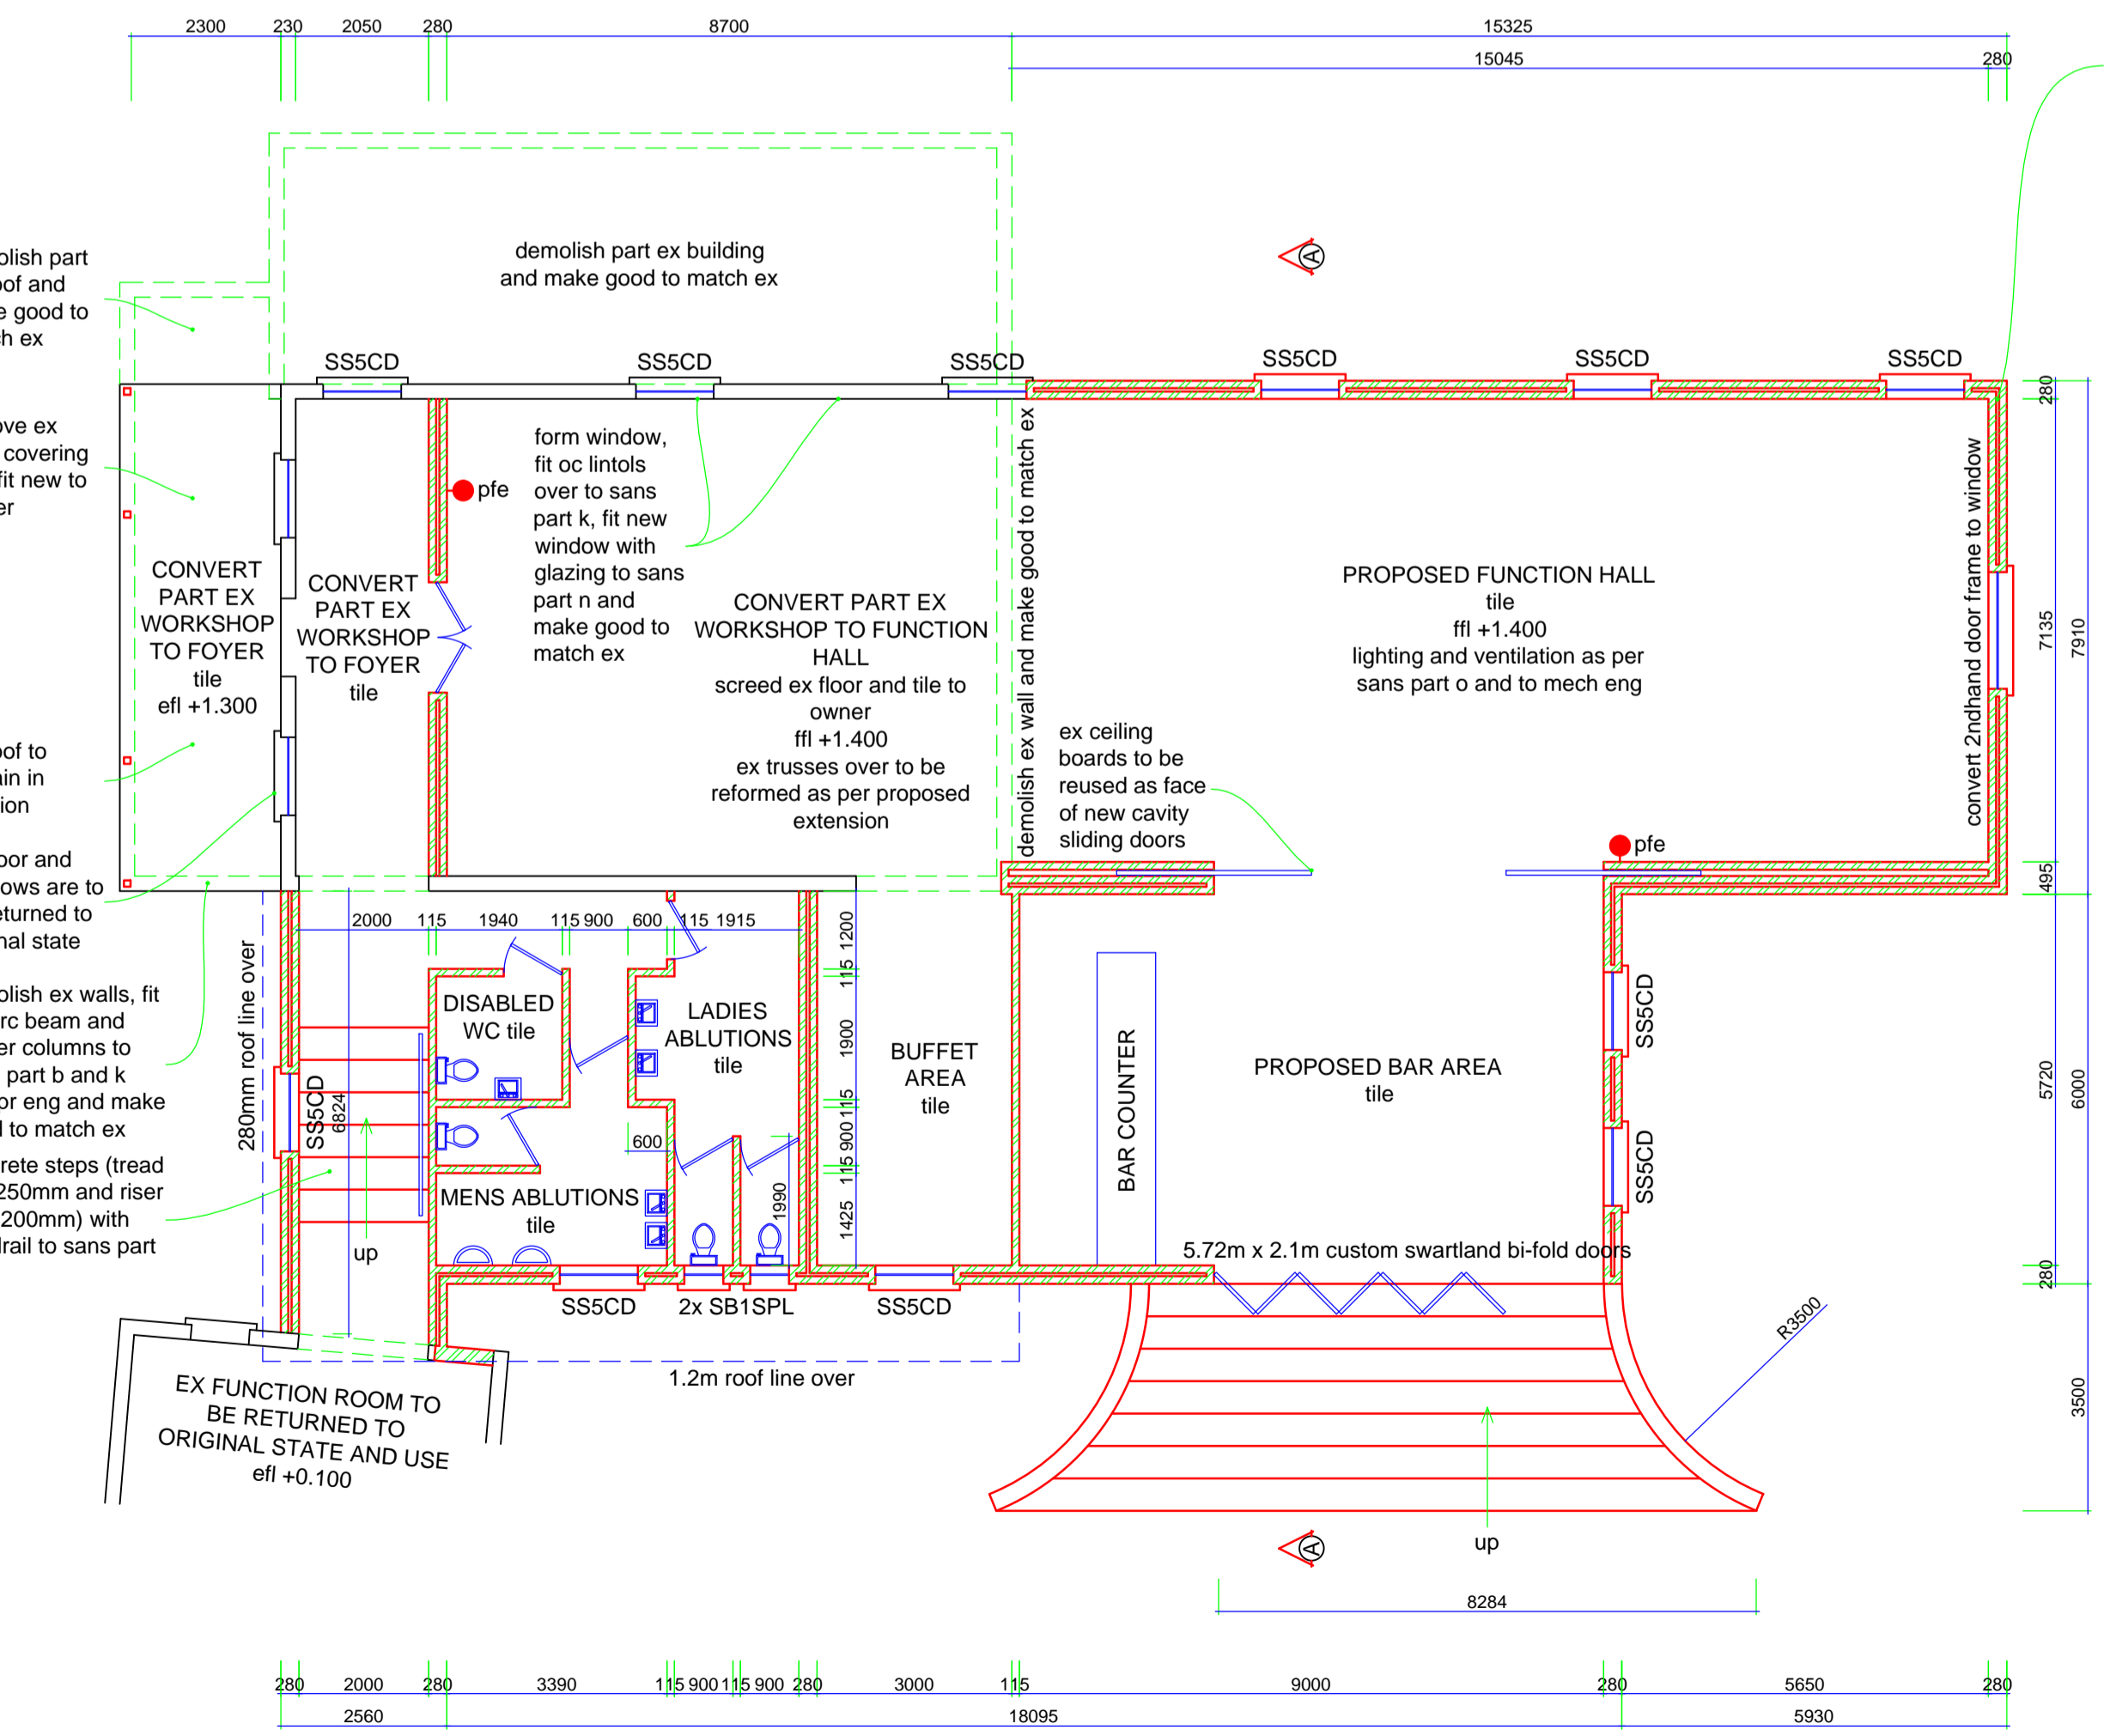 2300 230 2050 280 8700 15325
15045 280
demolish part ex building
and make good to match ex
A
olish part
oof and
e good to
ch ex
SS5CD
SS5CD
SS5CD
SS5CD
SS5CD
SS5CD
ove ex
covering
fit new to
er
pfe
form window,
fit oc lintols
over to sans
part k, fit new
window with
glazing to sans
part n and
make good to
match ex
demolish ex wall and make good to match ex
convert 2ndhand door frame to window
280
7135
7910
495
CONVERT
PART EX
WORKSHOP
TO FOYER
tile
efl +1.300
CONVERT
PART EX
WORKSHOP
TO FOYER
tile
CONVERT PART EX
WORKSHOP TO FUNCTION
HALL
screed ex floor and tile to
owner
ffl +1.400
ex trusses over to be
reformed as per proposed
extension
PROPOSED FUNCTION HALL
tile
ffl +1.400
lighting and ventilation as per
sans part o and to mech eng
ex ceiling
boards to be
reused as face
of new cavity
sliding doors
pfe
oof to
ain in
tion
oor and
lows are to
eturned to
nal state
olish ex walls, fit
rc beam and
er columns to
part b and k
or eng and make
d to match ex
rete steps (tread
250mm and riser
200mm) with
drail to sans part
280mm roof line over
2000 115 1940 115 900 600 115 1915
1200
115
1900
115
900
115
1425
DISABLED
WC tile
LADIES
ABLUTIONS
tile
BUFFET
AREA
tile
BAR COUNTER
PROPOSED BAR AREA
tile
SS5CD
SS5CD
5720
6000
280
SS5CD
6824
600
1990
MENS ABLUTIONS
tile
up
5.72m x 2.1m custom swartland bi-fold doors
SS5CD
2x SB1SPL
SS5CD
R3500
3500
1.2m roof line over
EX FUNCTION ROOM TO
BE RETURNED TO
ORIGINAL STATE AND USE
efl +0.100
up
A
8284
280 2000 280 3390 115 900 115 900 280 3000 115 9000 280 5650 280
2560 18095 5930